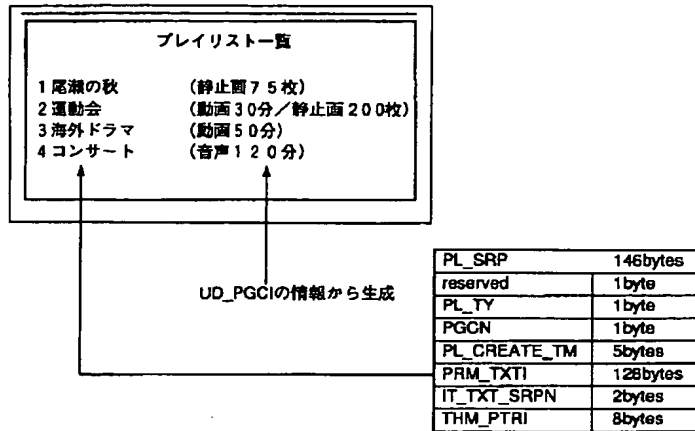 プレイリスト一覧
1 尾瀬の秋 (静止画75枚)
2 運動会 (動画30分/静止画200枚)
3 海外ドラマ (動画50分)
4 コンサート (音声120分)
UD_PGCIの情報から生成
PL_SRP 146bytes
reserved 1byte
PL_TY 1byte
PGCN 1byte
PL_CREATE_TM 5bytes
PRM_TXTI 128bytes
IT_TXT_SRPN 2bytes
THM_PTRI 8bytes